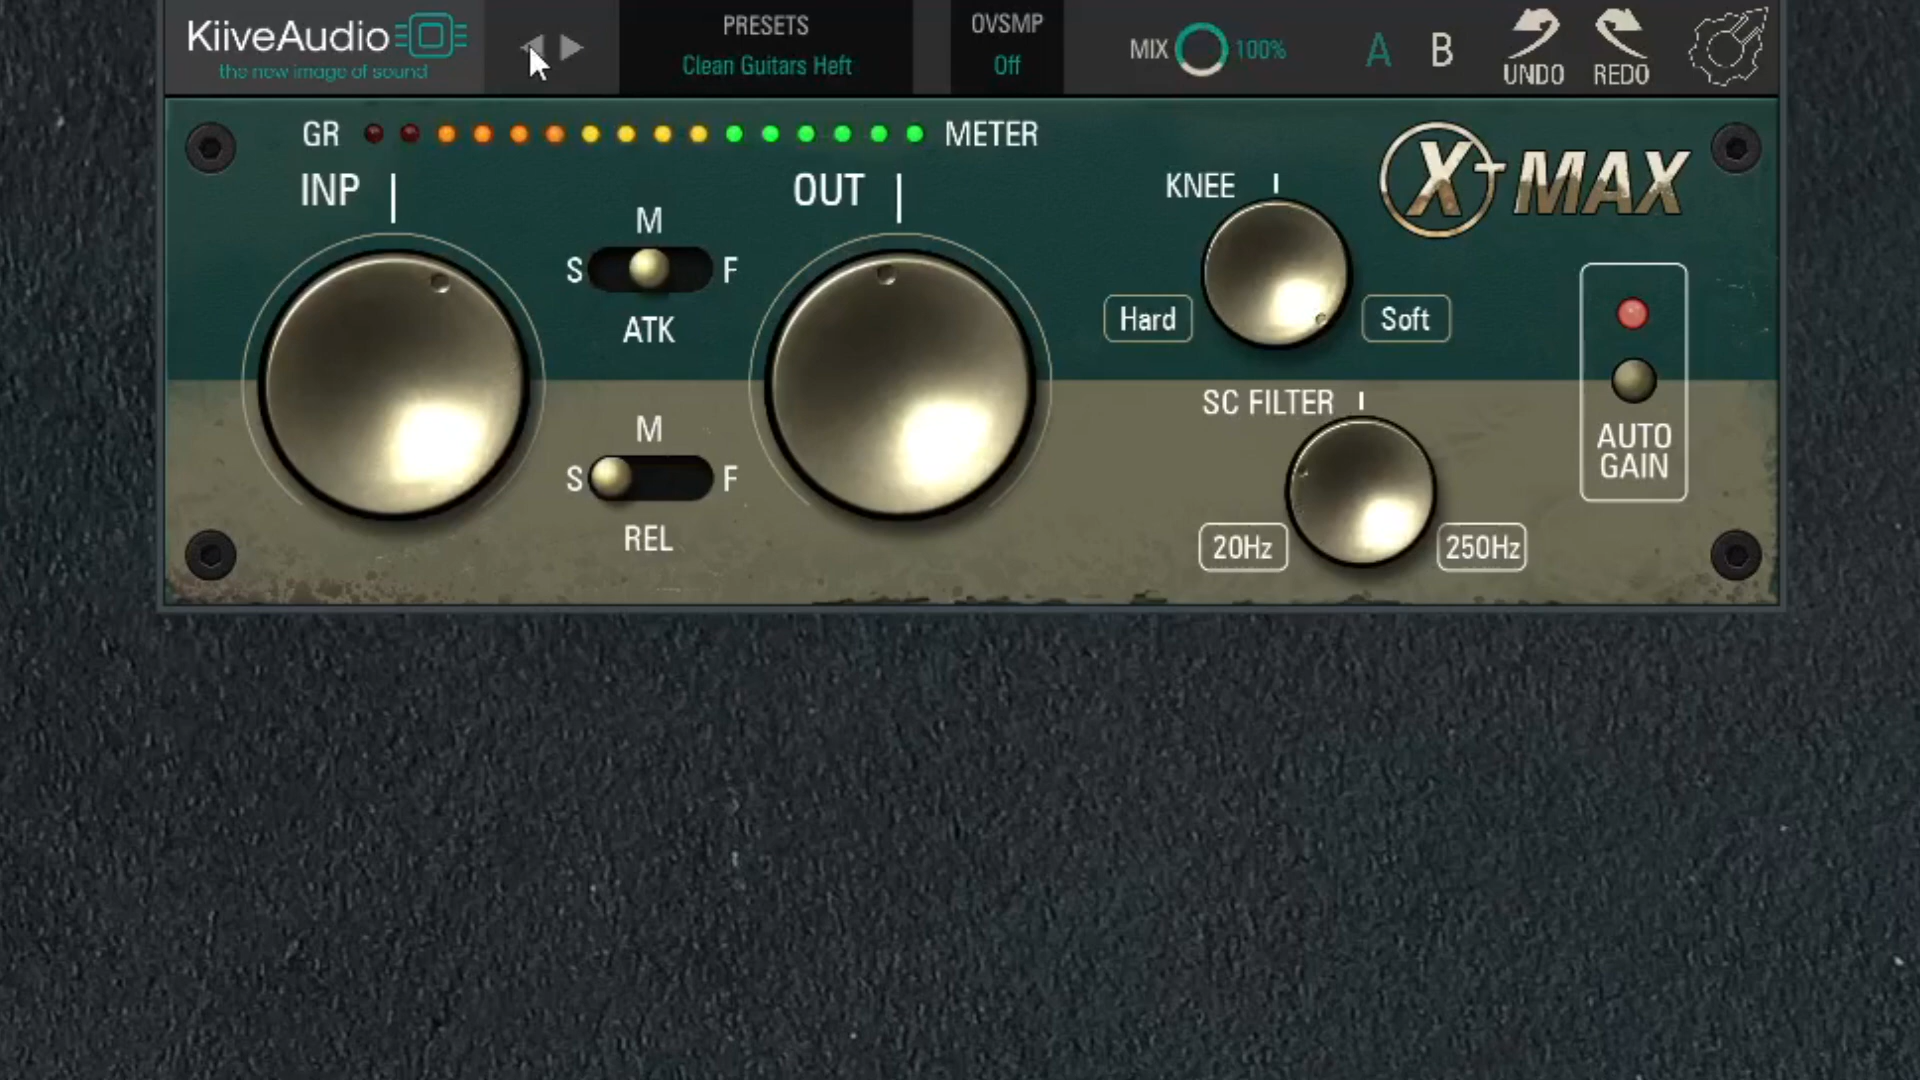 KiiveAudio
the new image of sound
PRESETS
Clean Guitars Heft
OVSMP
Off
MIX 100%
A B
UNDO REDO
GR METER
INP
M
S F
ATK
M
S F
REL
OUT
KNEE
Hard Soft
SC FILTER
20Hz 250Hz
X+MAX
AUTO
GAIN